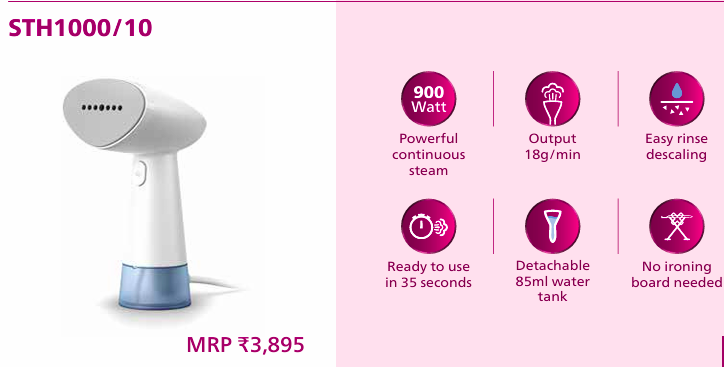 STH1000/10
900
Watt
Powerful
continuous
steam
Output
18g/min
Easy rinse
descaling
Ready to use
in 35 seconds
Detachable
85ml water
tank
No ironing
board needed
MRP ₹3,895